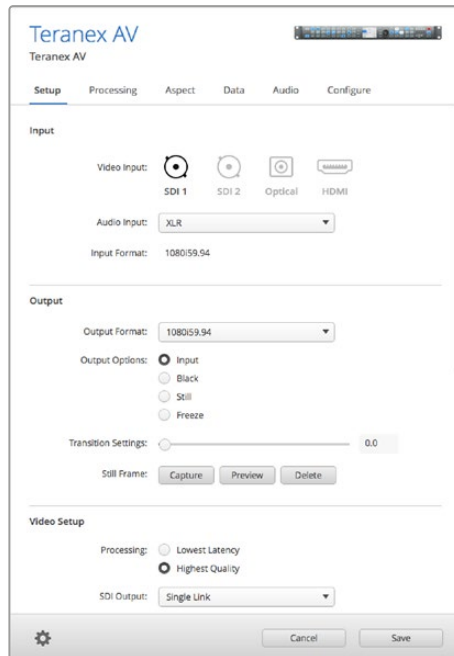 Teranex AV
Teranex AV
Setup Processing Aspect Data Audio Configure
Input
Video Input:
SDI 1 SDI 2 Optical HDMI
Audio Input: XLR
Input Format: 1080i59.94
Output
Output Format: 1080i59.94
Output Options: Input
Black
Still
Freeze
Transition Settings: 0.0
Still Frame: Capture Preview Delete
Video Setup
Processing: Lowest Latency
Highest Quality
SDI Output: Single Link
Cancel Save